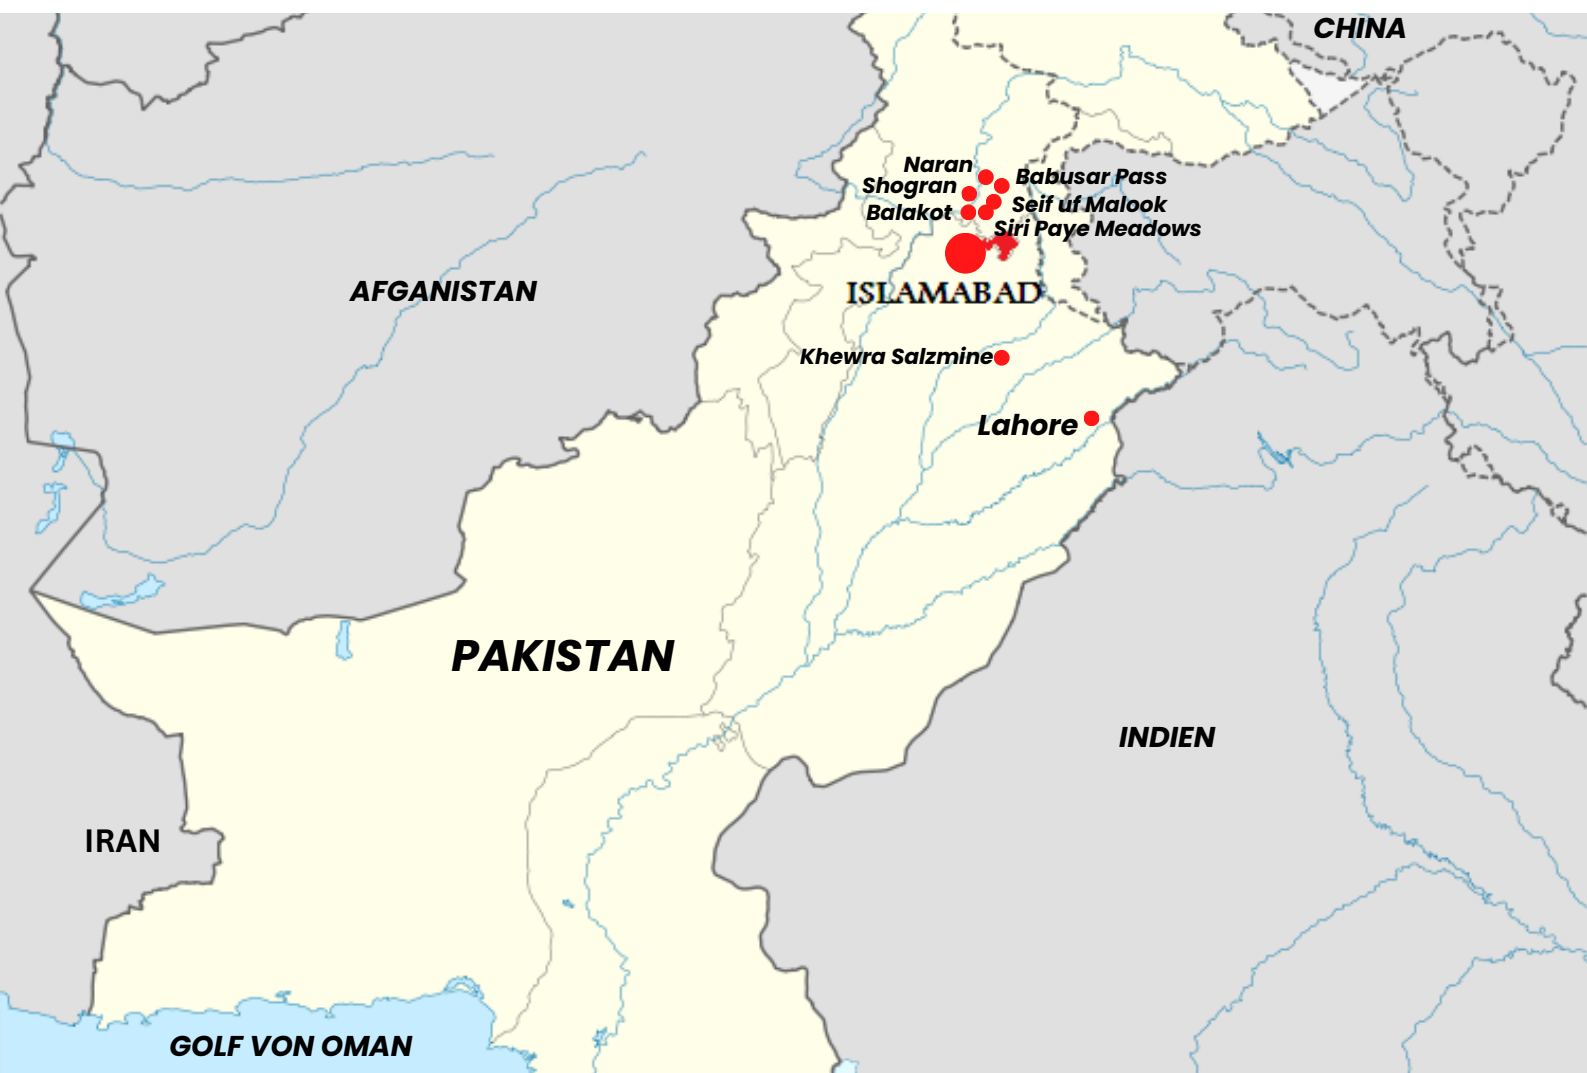 CHINA
Naran
Babusar Pass
Shogran
Seif uf Malook
Balakot
Siri Paye Meadows
AFGANISTAN
ISLAMABAD
Khewra Salzmine
Lahore
PAKISTAN
INDIEN
IRAN
GOLF VON OMAN